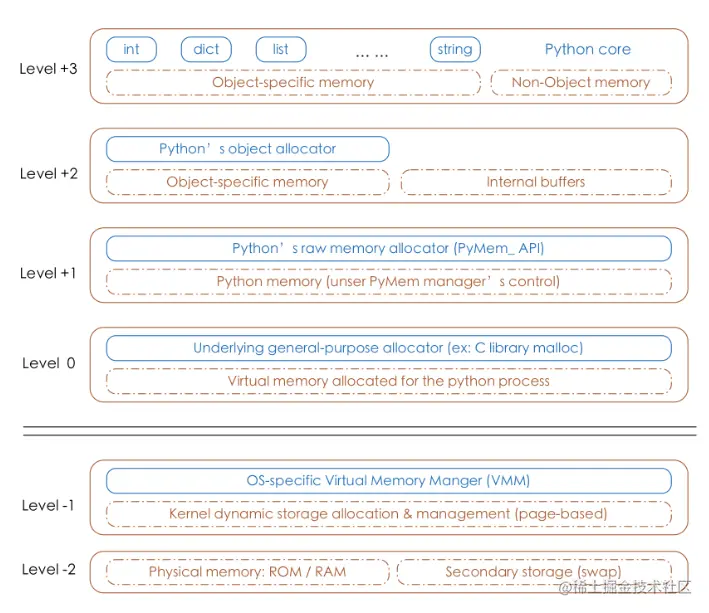 int dict list ... ... string Python core
Level +3
Object-specific memory Non-Object memory
Python’s object allocator
Level +2
Object-specific memory Internal buffers
Python’s raw memory allocator (PyMem_ API)
Level +1
Python memory (unser PyMem manager’s control)
Underlying general-purpose allocator (ex: C library malloc)
Level 0
Virtual memory allocated for the python process
OS-specific Virtual Memory Manger (VMM)
Level -1
Kernel dynamic storage allocation & management (page-based)
Level -2
Physical memory: ROM / RAM Secondary storage (swap)
@稀土掘金技术社区